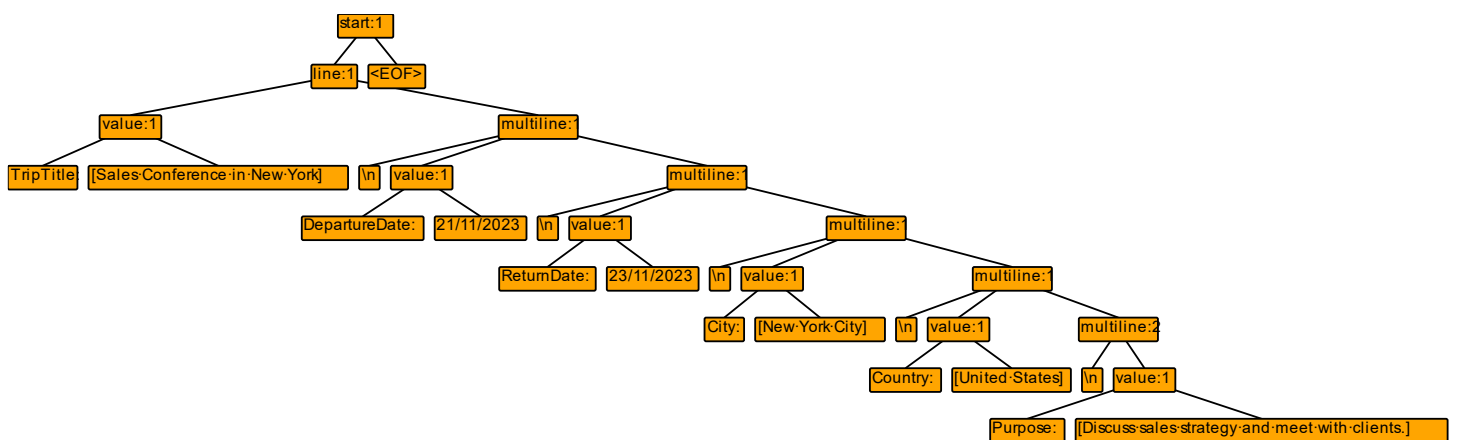 start:1
line:1 <EOF>
value:1 multiline:1
TripTitle: [Sales·Conference·in·New·York] \n value:1 multiline:1
DepartureDate: 21/11/2023 \n value:1 multiline:1
ReturnDate: 23/11/2023 \n value:1 multiline:1
City: [New·York·City] \n value:1 multiline:2
Country: [United·States] \n value:1
Purpose: [Discuss·sales·strategy·and·meet·with·clients.]